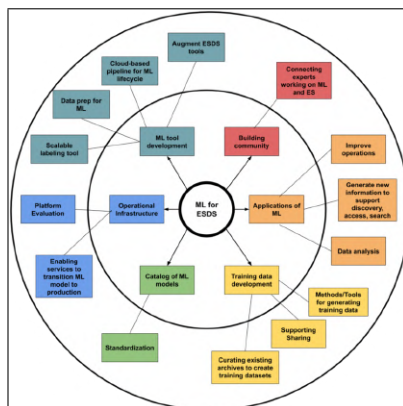 Augment ESDS
tools
Cloud-based
pipeline for ML
lifecycle
Connecting
experts
working on ML
and ES
Data prep for
ML
Scalable
labeling tool
ML tool
development
Building
community
Improve
operations
Generate new
information to
support
discovery,
access, search
Platform
Evaluation
Operational
infrastructure
ML for
ESDS
Applications of
ML
Data analysis
Enabling
services to
transition ML
model to
production
Catalog of ML
models
Training data
development
Methods/Tools
for generating
training data
Standardization
Supporting
Sharing
Curating existing
archives to create
training datasets